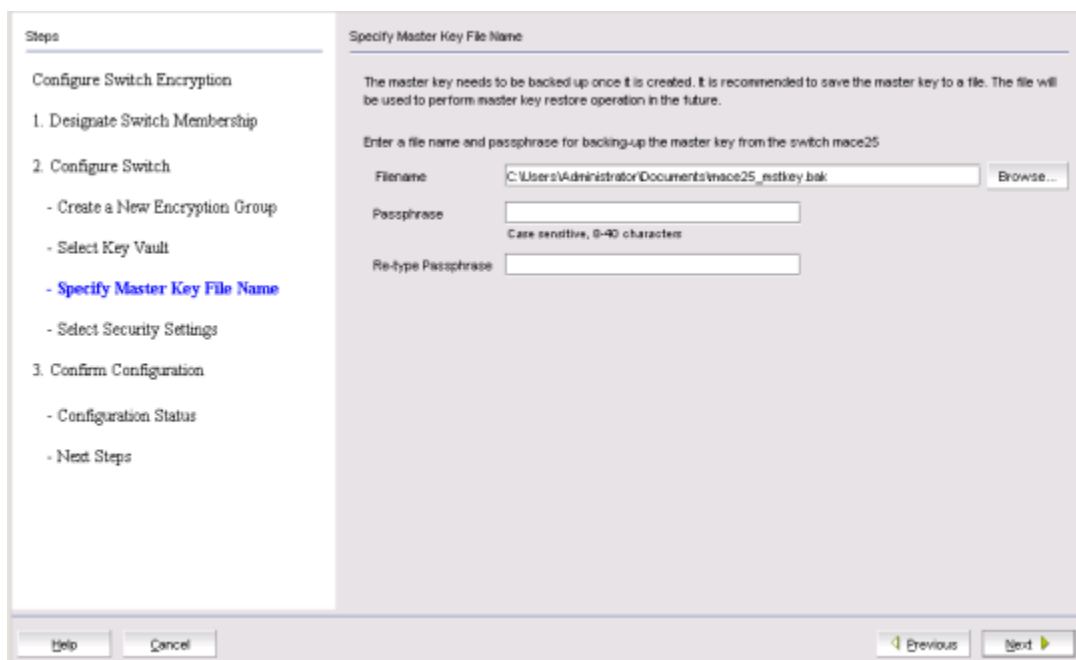 Steps
Configure Switch Encryption
1. Designate Switch Membership
2. Configure Switch
- Create a New Encryption Group
- Select Key Vault
- Specify Master Key File Name
- Select Security Settings
3. Confirm Configuration
- Configuration Status
- Next Steps
Specify Master Key File Name
The master key needs to be backed up once it is created. It is recommended to save the master key to a file. The file will
be used to perform master key restore operation in the future.
Enter a file name and passphrase for backing-up the master key from the switch mace25
Filename C:\Users\Administrator\Documents\mace25_mstkey.bak Browse...
Passphrase
Case sensitive, 8-40 characters
Re-type Passphrase
Help Cancel Previous Next